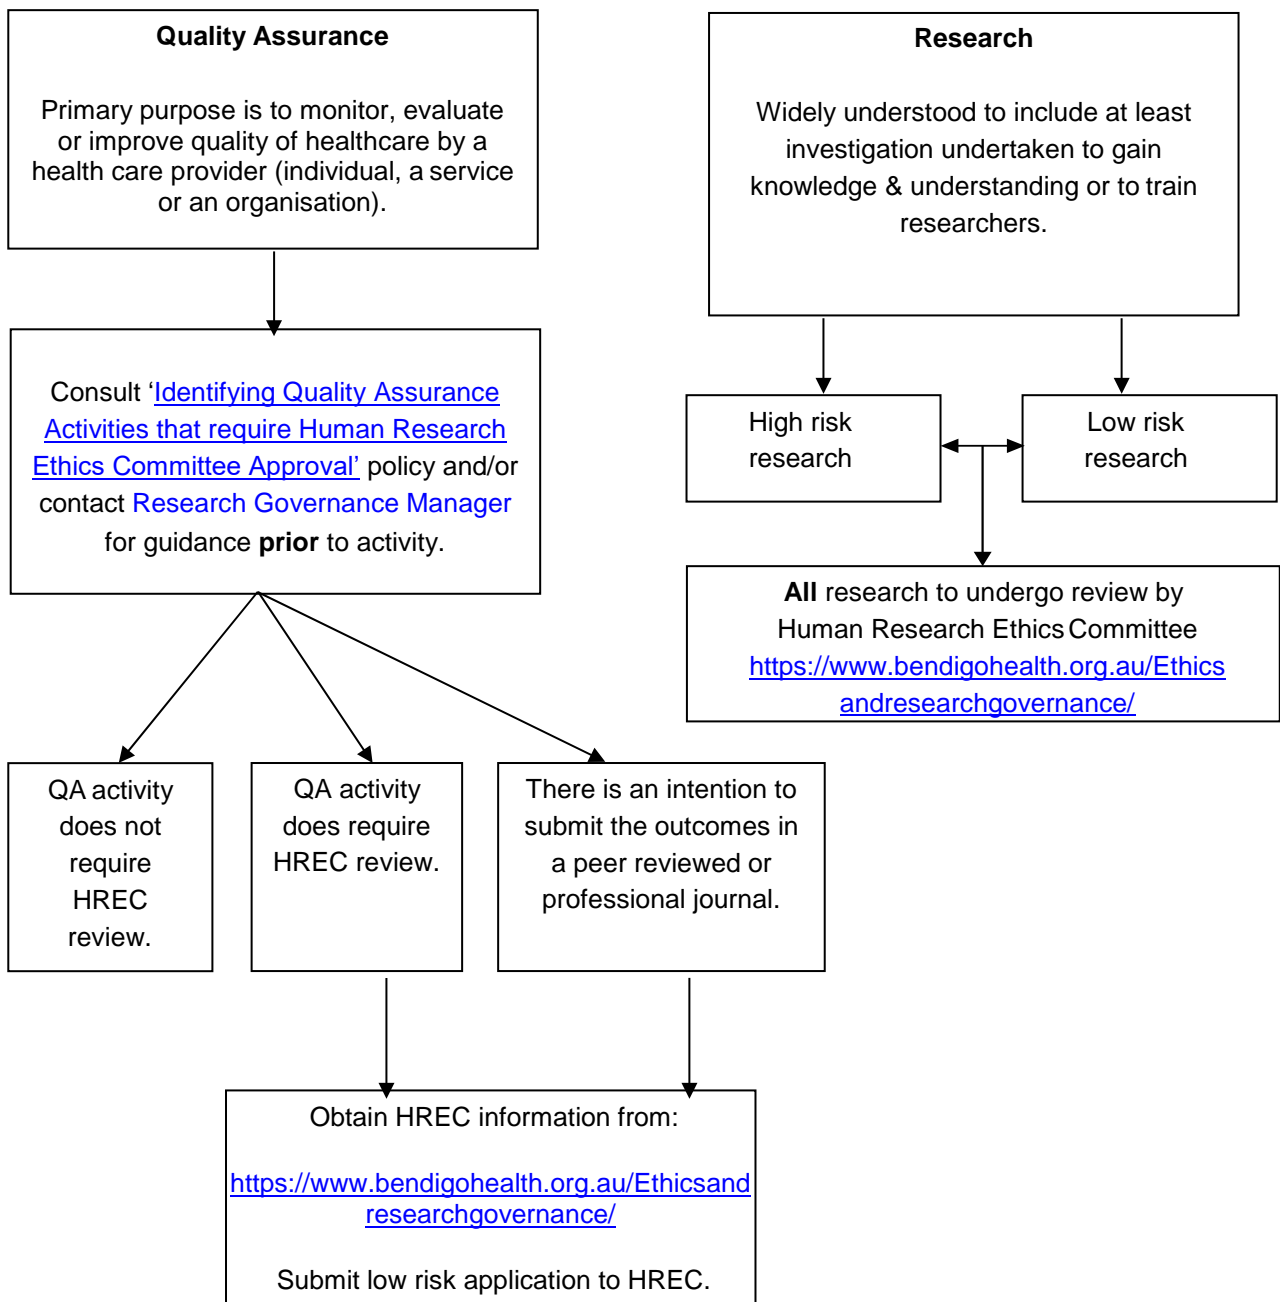 Quality Assurance
Primary purpose is to monitor, evaluate
or improve quality of healthcare by a
health care provider (individual, a service
or an organisation).
Research
Widely understood to include at least
investigation undertaken to gain
knowledge & understanding or to train
researchers.
Consult ‘Identifying Quality Assurance
Activities that require Human Research
Ethics Committee Approval’ policy and/or
contact Research Governance Manager
for guidance prior to activity.
High risk
research
Low risk
research
All research to undergo review by
Human Research Ethics Committee
https://www.bendigohealth.org.au/Ethics
andresearchgovernance/
QA activity
does not
require
HREC
review.
QA activity
does require
HREC review.
There is an intention to
submit the outcomes in
a peer reviewed or
professional journal.
Obtain HREC information from:
https://www.bendigohealth.org.au/Ethicsand
researchgovernance/
Submit low risk application to HREC.